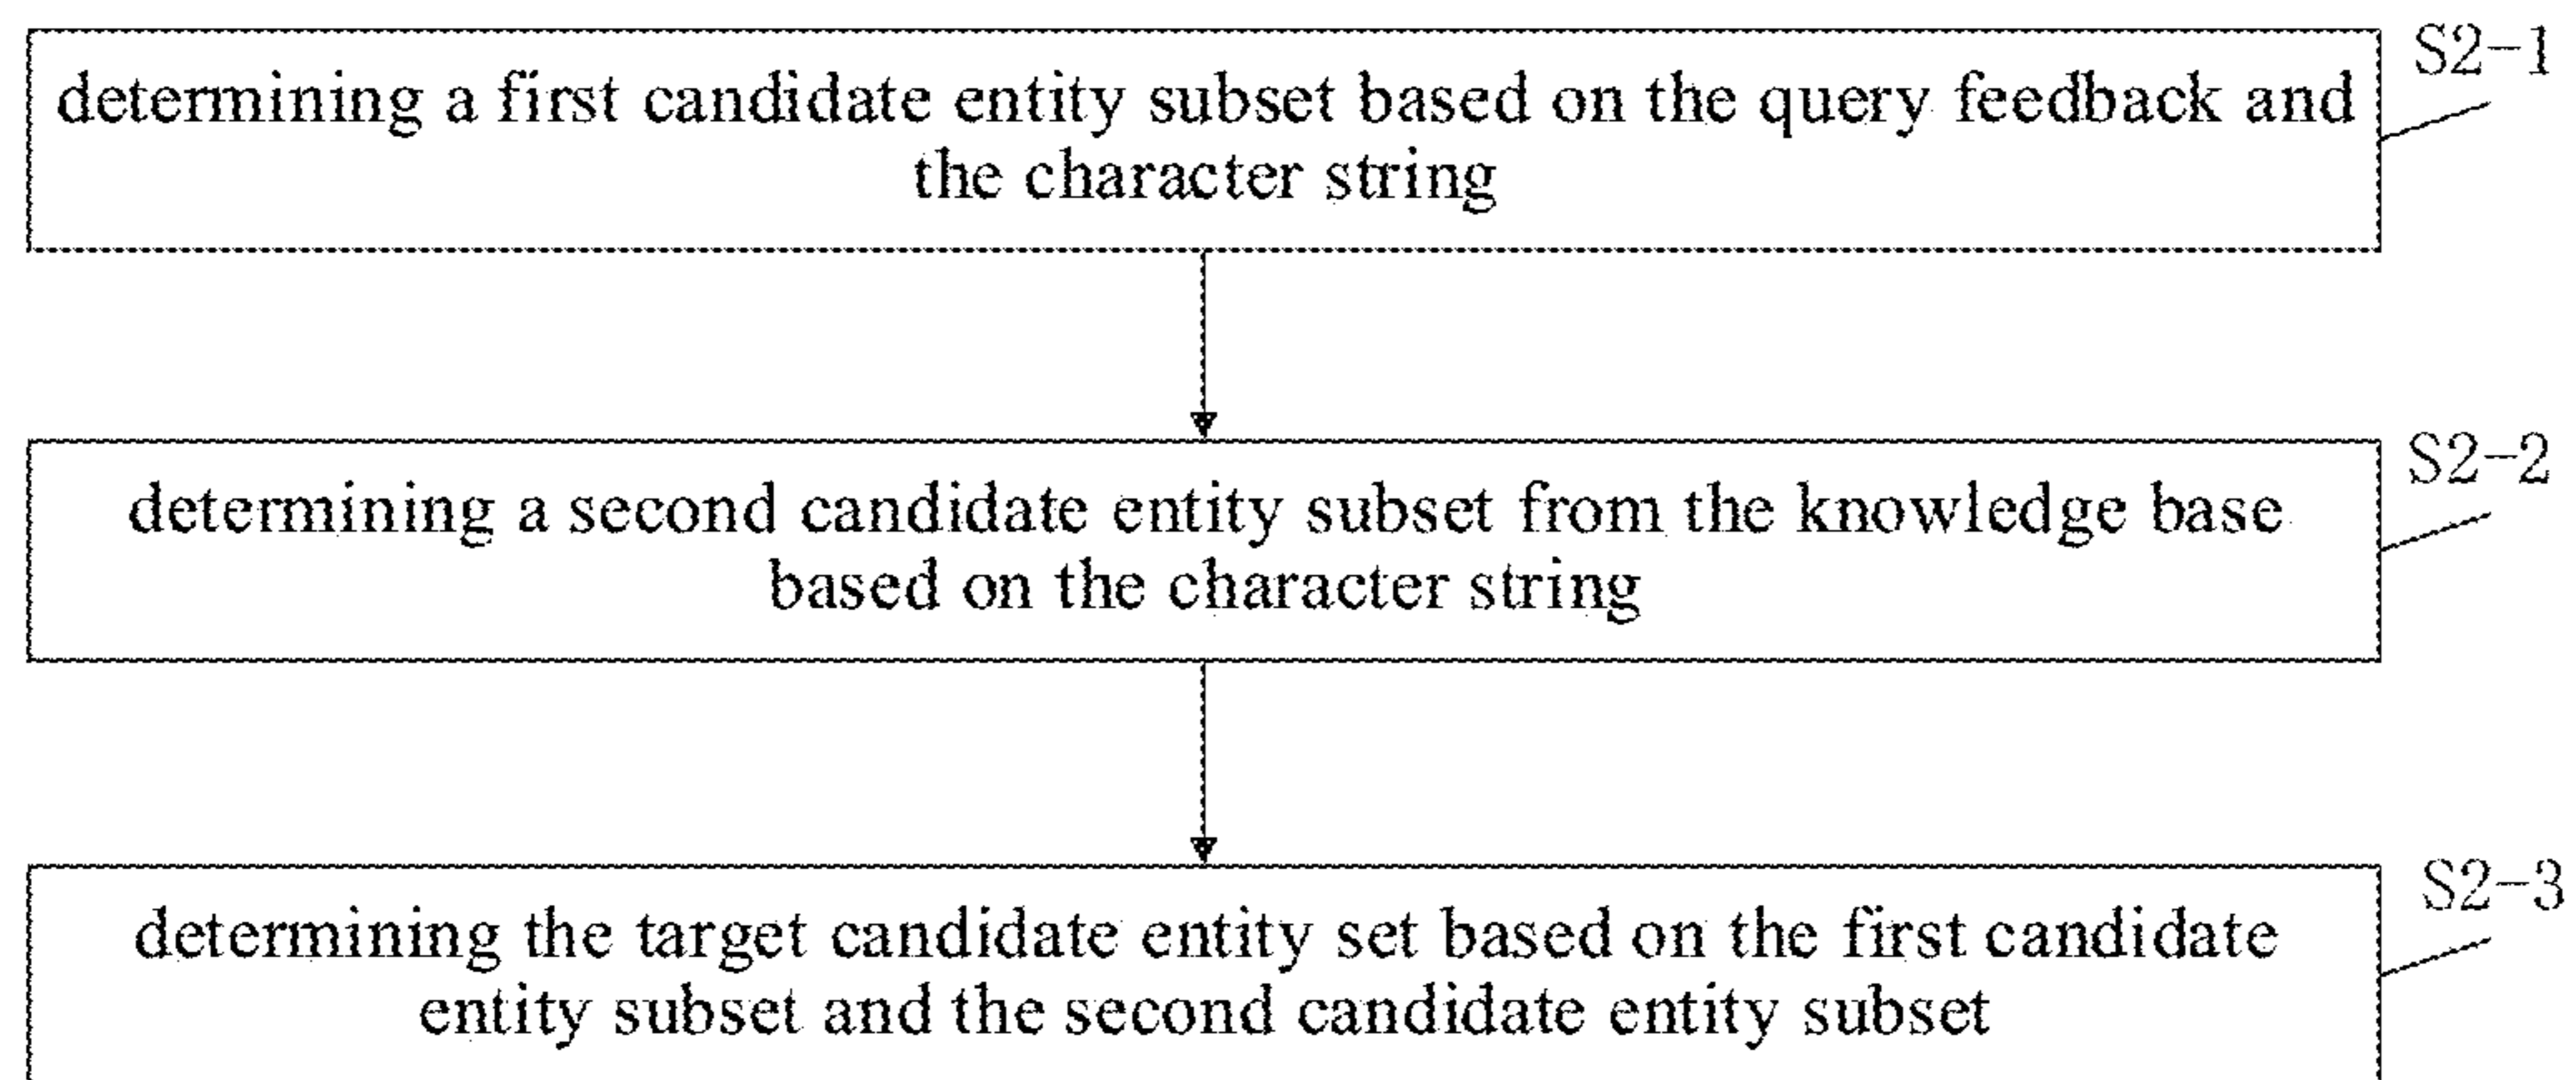 S2-1
determining a first candidate entity subset based on the query feedback and
the character string
S2-2
determining a second candidate entity subset from the knowledge base
based on the character string
S2-3
determining the target candidate entity set based on the first candidate
entity subset and the second candidate entity subset